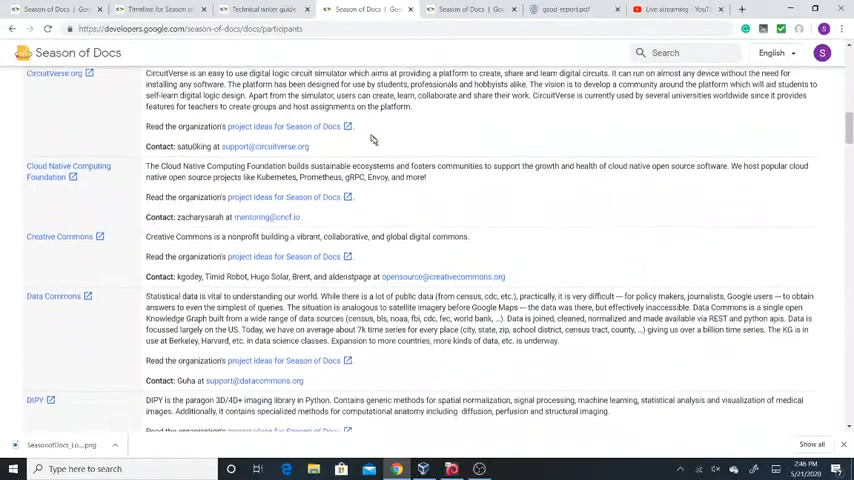 Season of Docs | Go
Timeline for Season of
Technical writer guide
Season of Docs | Go
Season of Docs | Go
gsod-report.pdf
Live streaming - YouT
https://developers.google.com/season-of-docs/docs/participants
S
Season of Docs
Search
English
S
CircuitVerse.org
CircuitVerse is an easy to use digital logic circuit simulator which aims at providing a platform to create, share and learn digital circuits. It can run on almost any device without the need for
installing any software. The platform has been designed for use by students, professionals and hobbyists alike. The vision is to develop a community around the platform which will aid students to
self-learn digital logic design. Apart from the simulator, users can create, learn, collaborate and share their work. CircuitVerse is currently used by several universities worldwide since it provides
features for teachers to create groups and host assignments on the platform.
Read the organization's project ideas for Season of Docs.
Contact: satu0king at support@circuitverse.org
Cloud Native Computing
Foundation
The Cloud Native Computing Foundation builds sustainable ecosystems and fosters communities to support the growth and health of cloud native open source software. We host popular cloud
native open source projects like Kubernetes, Prometheus, gRPC, Envoy, and more!
Read the organization's project ideas for Season of Docs.
Contact: zacharysarah at mentoring@cncf.io
Creative Commons
Creative Commons is a nonprofit building a vibrant, collaborative, and global digital commons.
Read the organization's project ideas for Season of Docs.
Contact: kgodey, Timid Robot, Hugo Solar, Brent, and aldenstpage at opensource@creativecommons.org
Data Commons
Statistical data is vital to understanding our world. While there is a lot of public data (from census, cdc, etc.), practically, it is very difficult -- for policy makers, journalists, Google users -- to obtain
answers to even the simplest of queries. The situation is analogous to satellite imagery before Google Maps -- the data was there, but effectively inaccessible. Data Commons is a single open
Knowledge Graph built from a wide range of data sources (census, bls, noaa, fbi, cdc, fec, world bank, ...). Data is joined, cleaned, normalized and made available via REST and python apis. Data is
focussed largely on the US. Today, we have on average about 7k time series for every place (city, state, zip, school district, census tract, county, ...) giving us over a billion time series. The KG is in
use at Berkeley, Harvard, etc. in data science classes. Expansion to more countries, more kinds of data, etc. is underway.
Read the organization's project ideas for Season of Docs.
Contact: Guha at support@datacommons.org
DIPY
DIPY is the paragon 3D/4D+ imaging library in Python. Contains generic methods for spatial normalization, signal processing, machine learning, statistical analysis and visualization of medical
images. Additionally, it contains specialized methods for computational anatomy including diffusion, perfusion and structural imaging.
Read the organization's project ideas for Season of Docs
SeasonofDocs_Lo....png
Show all
Type here to search
2:46 PM
5/21/2020